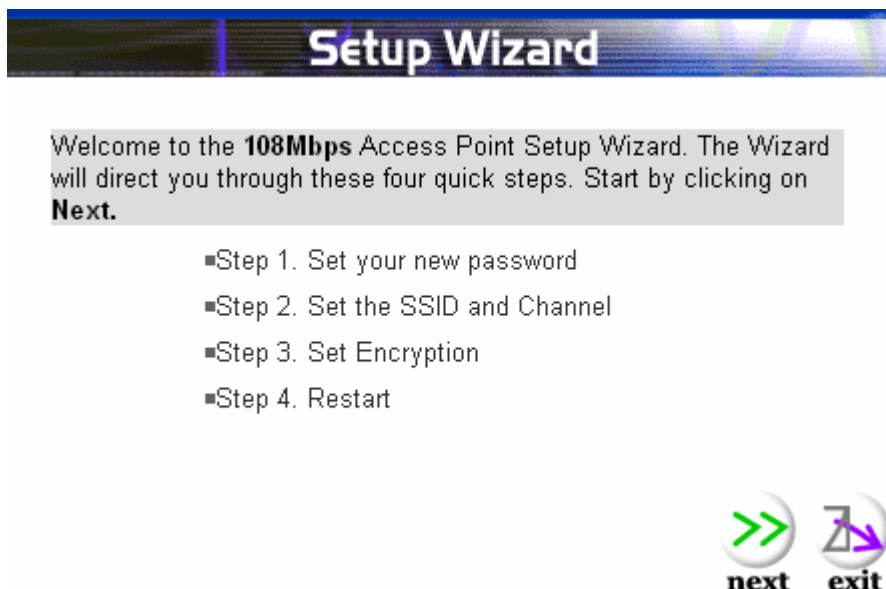 Setup Wizard
Welcome to the 108Mbps Access Point Setup Wizard. The Wizard
will direct you through these four quick steps. Start by clicking on
Next.
Step 1. Set your new password
Step 2. Set the SSID and Channel
Step 3. Set Encryption
Step 4. Restart
next exit